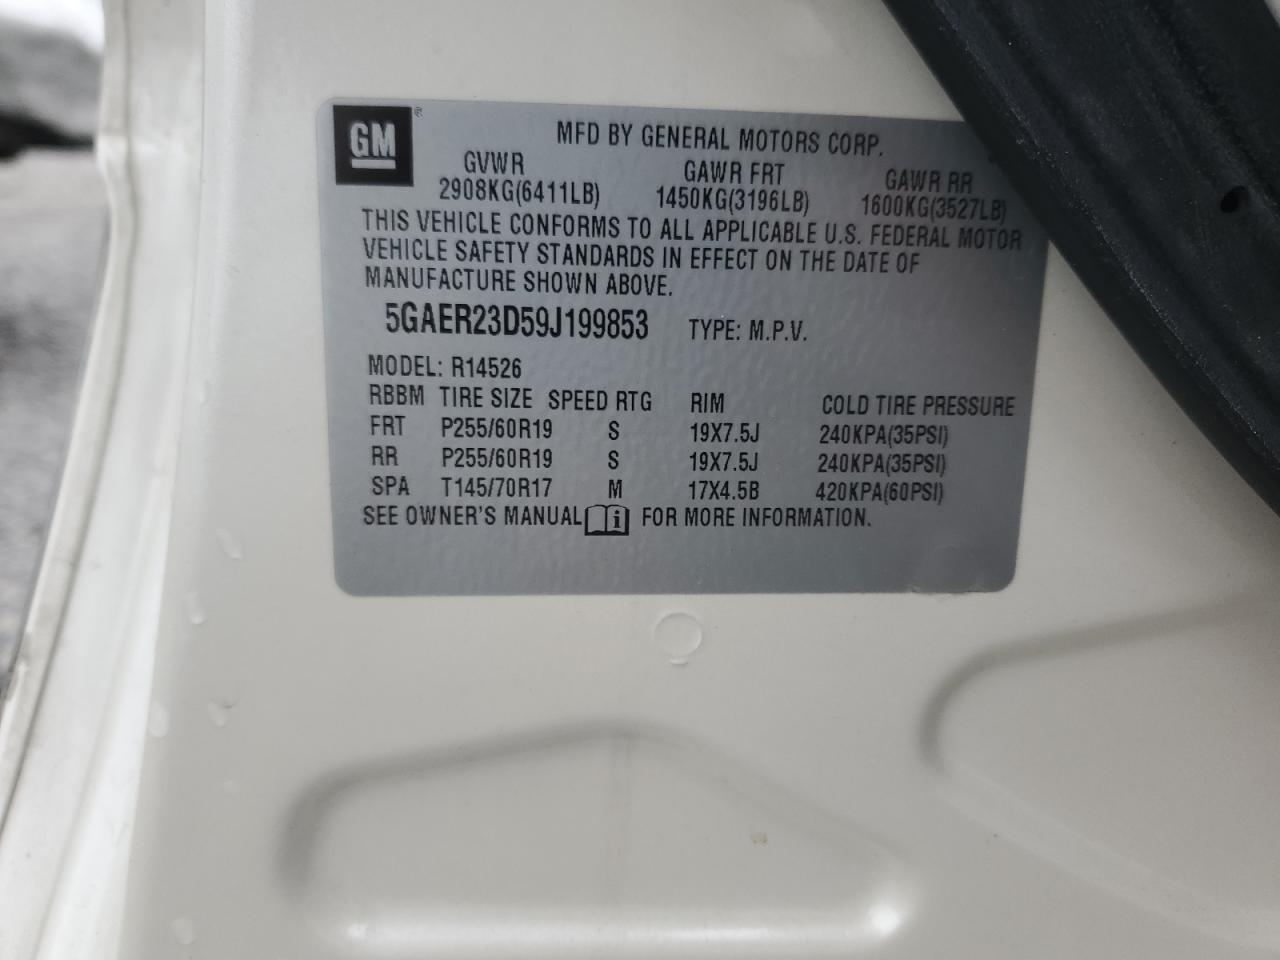 GM ®
MFD BY GENERAL MOTORS CORP.
GVWR GAWR FRT GAWR RR
2908KG(6411LB) 1450KG(3196LB) 1600KG(3527LB)
THIS VEHICLE CONFORMS TO ALL APPLICABLE U.S. FEDERAL MOTOR
VEHICLE SAFETY STANDARDS IN EFFECT ON THE DATE OF
MANUFACTURE SHOWN ABOVE.
5GAER23D59J199853 TYPE: M.P.V.
MODEL: R14526
RBBM TIRE SIZE SPEED RTG RIM COLD TIRE PRESSURE
FRT P255/60R19 S 19X7.5J 240KPA(35PSI)
RR P255/60R19 S 19X7.5J 240KPA(35PSI)
SPA T145/70R17 M 17X4.5B 420KPA(60PSI)
SEE OWNER'S MANUAL i FOR MORE INFORMATION.